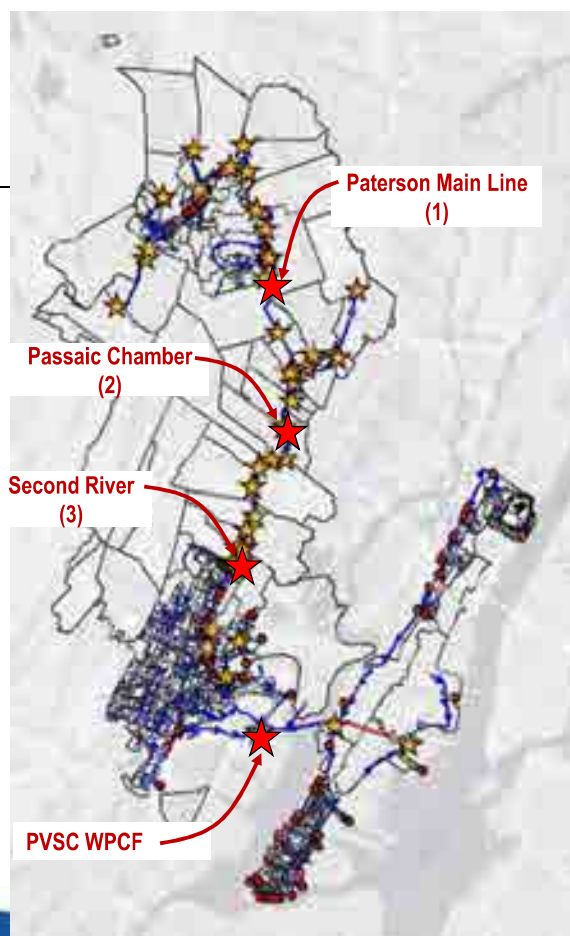 Paterson Main Line
(1)
Passaic Chamber
(2)
Second River
(3)
PVSC WPCF